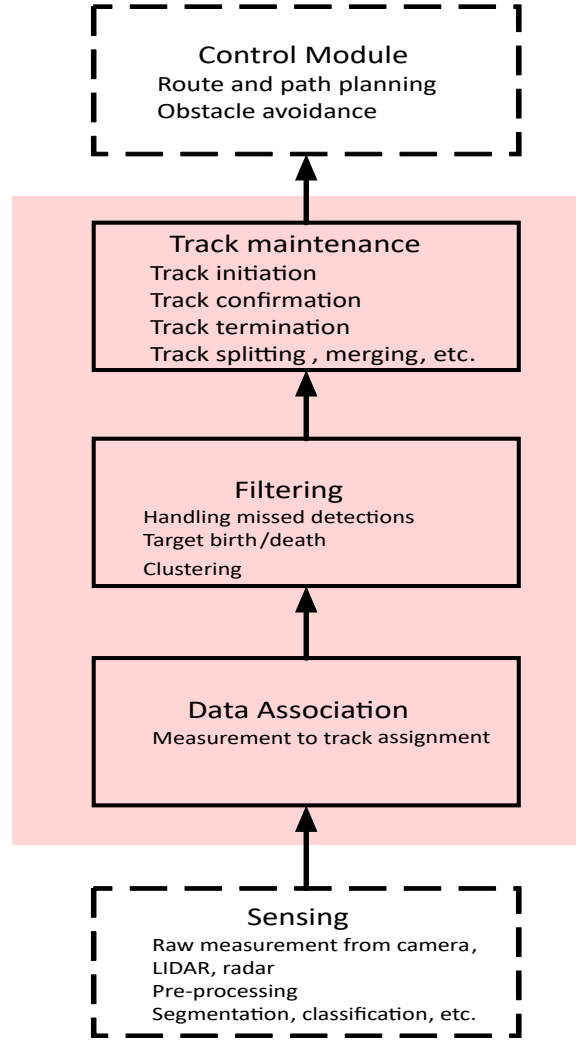 Control Module
Route and path planning
Obstacle avoidance
Track maintenance
Track initiation
Track confirmation
Track termination
Track splitting , merging, etc.
Filtering
Handling missed detections
Target birth/death
Clustering
Data Association
Measurement to track assignment
Sensing
Raw measurement from camera,
LIDAR, radar
Pre-processing
Segmentation, classification, etc.